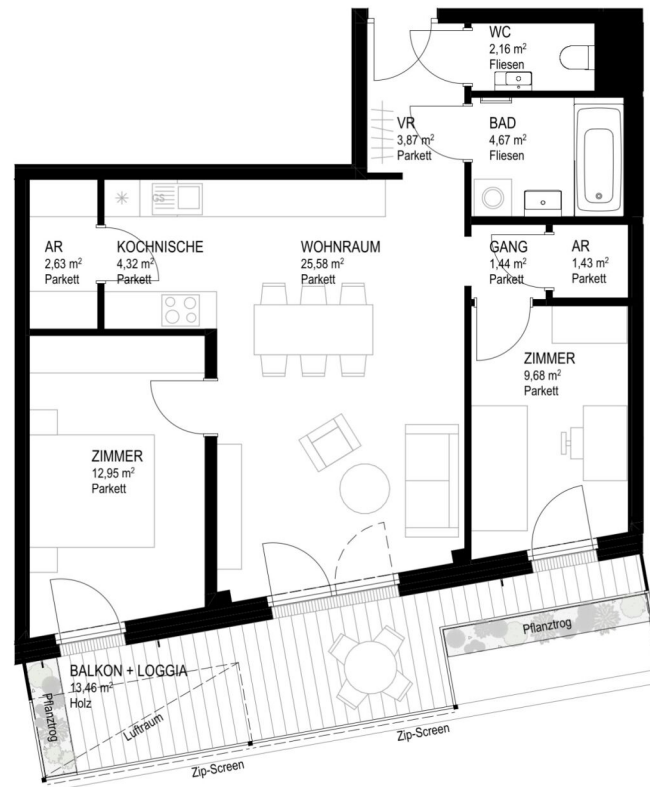 WC
2,16 m²
Fliesen
VR
3,87 m²
Parkett
BAD
4,67 m²
Fliesen
GS
AR
2,63 m²
Parkett
KOCHNISCHE
4,32 m²
Parkett
WOHNRAUM
25,58 m²
Parkett
GANG
1,44 m²
Parkett
AR
1,43 m²
Parkett
ZIMMER
9,68 m²
Parkett
ZIMMER
12,95 m²
Parkett
Pflanztrog
BALKON + LOGGIA
13,46 m²
Holz
Pflanztrog
Luftraum
Zip-Screen
Zip-Screen